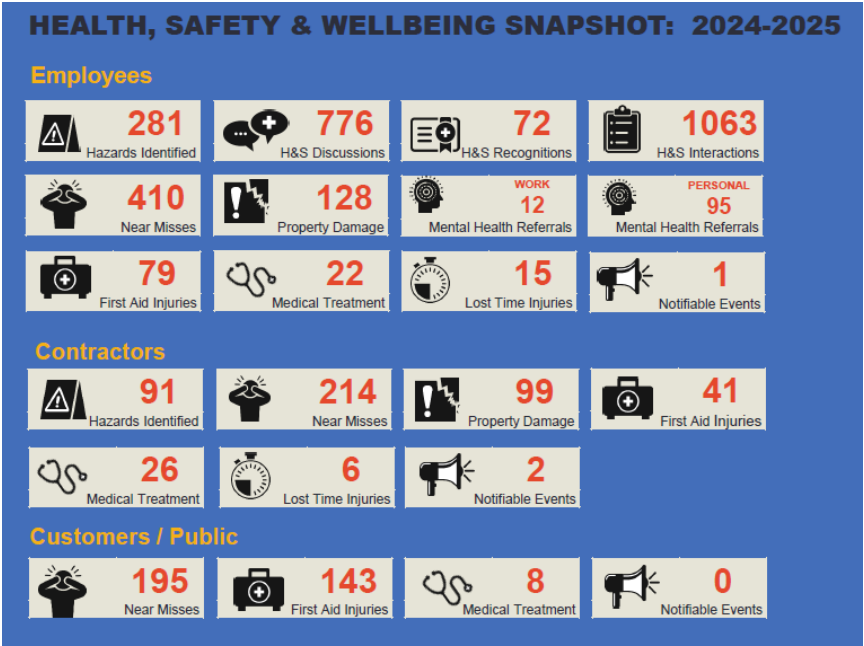 HEALTH, SAFETY & WELLBEING SNAPSHOT: 2024-2025
Employees
281
Hazards Identified
776
H&S Discussions
72
H&S Recognitions
1063
H&S Interactions
410
Near Misses
128
Property Damage
WORK
12
Mental Health Referrals
PERSONAL
95
Mental Health Referrals
79
First Aid Injuries
22
Medical Treatment
15
Lost Time Injuries
1
Notifiable Events
Contractors
91
Hazards Identified
214
Near Misses
99
Property Damage
41
First Aid Injuries
26
Medical Treatment
6
Lost Time Injuries
2
Notifiable Events
Customers / Public
195
Near Misses
143
First Aid Injuries
8
Medical Treatment
0
Notifiable Events